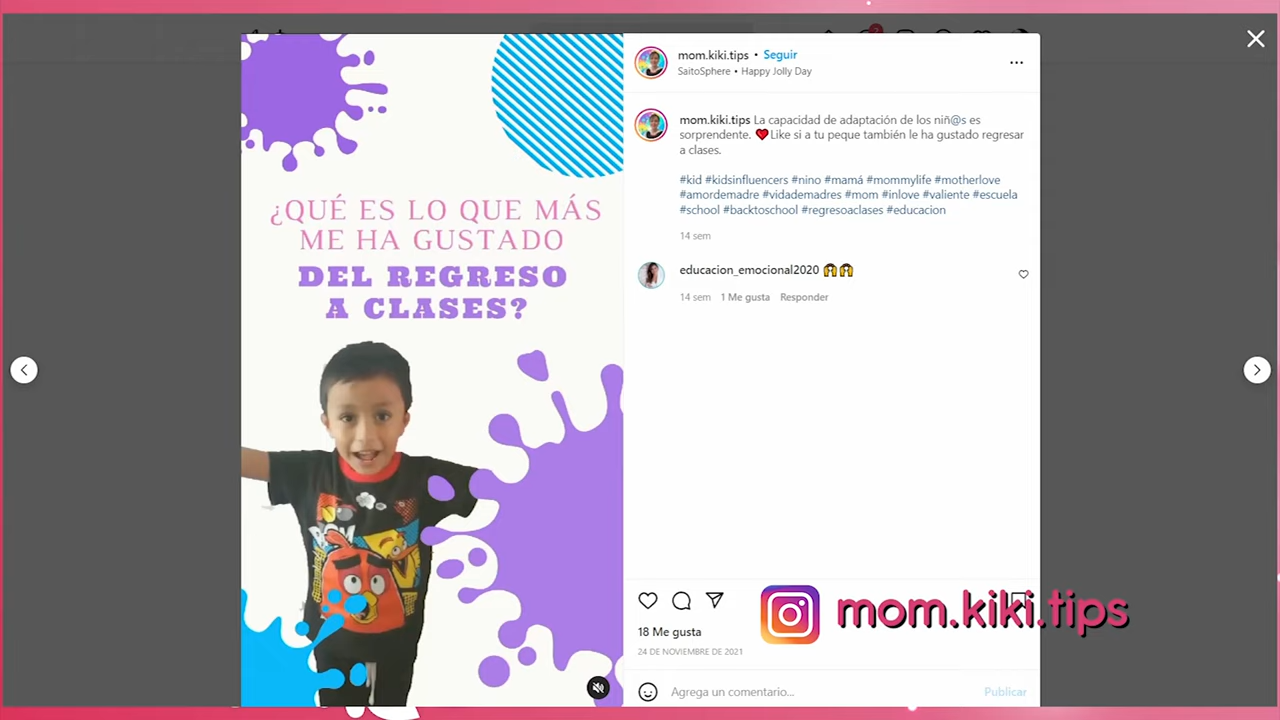 ¿QUÉ ES LO QUE MÁS
ME HA GUSTADO
DEL REGRESO
A CLASES?
mom.kiki.tips • Seguir
SaitoSphere • Happy Jolly Day
mom.kiki.tips La capacidad de adaptación de los niñ@s es
sorprendente. ❤️Like si a tu peque también le ha gustado regresar
a clases.
#kid #kidsinfluencers #nino #mamá #mommylife #motherlove
#amordemadre #vidademadres #mom #inlove #valiente #escuela
#school #backtoschool #regresoaclases #educacion
14 sem
educacion_emocional2020 🙌🙌
14 sem 1 Me gusta Responder
mom.kiki.tips
18 Me gusta
24 DE NOVIEMBRE DE 2021
Agrega un comentario... Publicar